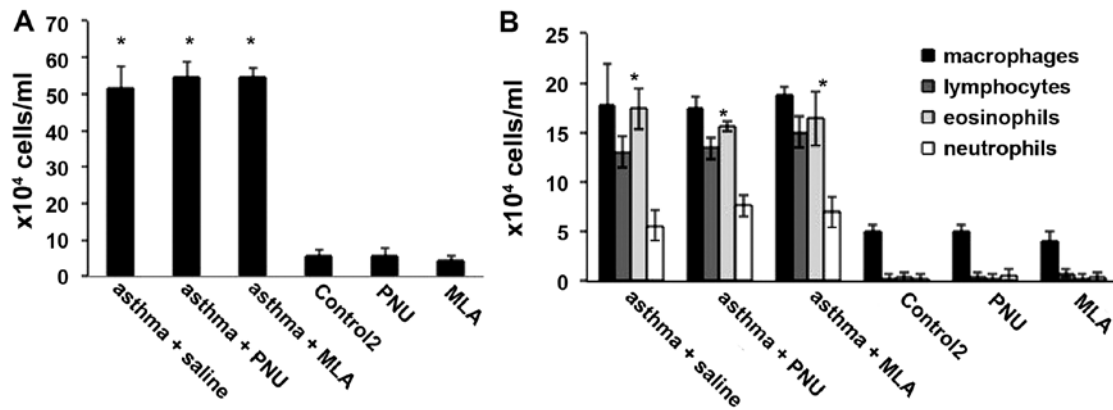 A
x10⁴ cells/ml
70
60
50
40
30
20
10
0
* * *
asthma + saline
asthma + PNU
asthma + MLA
Control2
PNU
MLA
B
x10⁴ cells/ml
25
20
15
10
5
0
* * *
macrophages
lymphocytes
eosinophils
neutrophils
asthma + saline
asthma + PNU
asthma + MLA
Control2
PNU
MLA